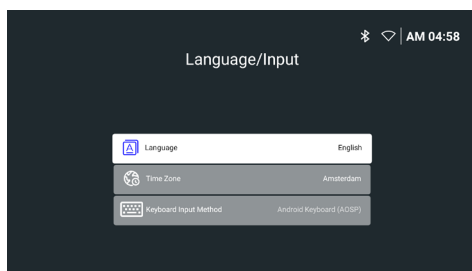 AM 04:58
Language/Input
Language English
Time Zone Amsterdam
Keyboard Input Method Android Keyboard (AOSP)